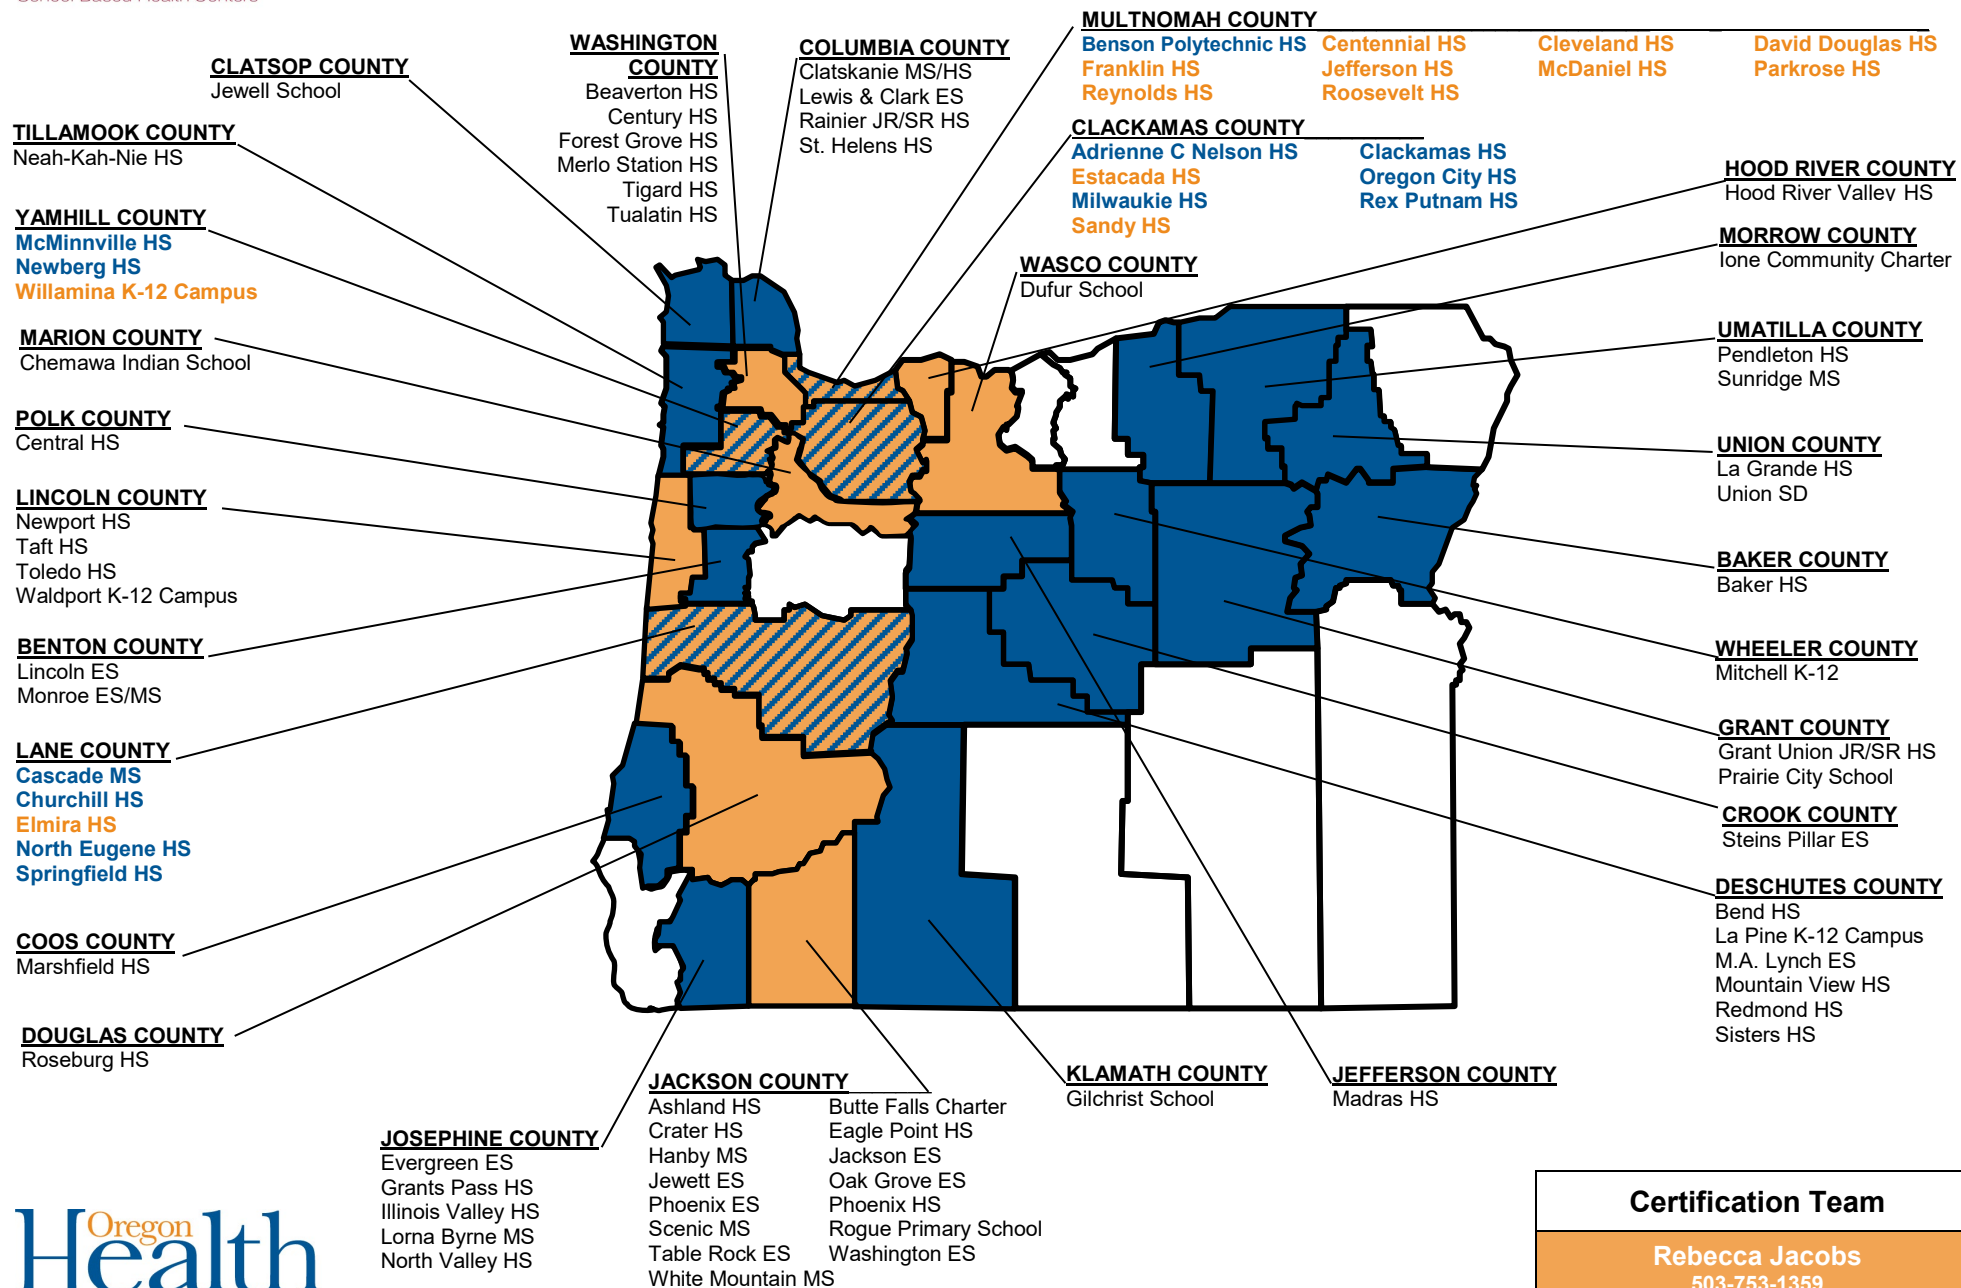 School-Based Health Centers
MULTNOMAH COUNTY
Benson Polytechnic HS Centennial HS Cleveland HS David Douglas HS
Franklin HS Jefferson HS McDaniel HS Parkrose HS
Reynolds HS Roosevelt HS
WASHINGTON
COUNTY
Beaverton HS
Century HS
Forest Grove HS
Merlo Station HS
Tigard HS
Tualatin HS
COLUMBIA COUNTY
Clatskanie MS/HS
Lewis & Clark ES
Rainier JR/SR HS
St. Helens HS
CLATSOP COUNTY
Jewell School
TILLAMOOK COUNTY
Neah-Kah-Nie HS
CLACKAMAS COUNTY
Adrienne C Nelson HS Clackamas HS
Estacada HS Oregon City HS
Milwaukie HS Rex Putnam HS
Sandy HS
HOOD RIVER COUNTY
Hood River Valley HS
YAMHILL COUNTY
McMinnville HS
Newberg HS
Willamina K-12 Campus
MORROW COUNTY
Ione Community Charter
WASCO COUNTY
Dufur School
MARION COUNTY
Chemawa Indian School
UMATILLA COUNTY
Pendleton HS
Sunridge MS
POLK COUNTY
Central HS
UNION COUNTY
La Grande HS
Union SD
LINCOLN COUNTY
Newport HS
Taft HS
Toledo HS
Waldport K-12 Campus
BAKER COUNTY
Baker HS
BENTON COUNTY
Lincoln ES
Monroe ES/MS
WHEELER COUNTY
Mitchell K-12
LANE COUNTY
Cascade MS
Churchill HS
Elmira HS
North Eugene HS
Springfield HS
GRANT COUNTY
Grant Union JR/SR HS
Prairie City School
CROOK COUNTY
Steins Pillar ES
DESCHUTES COUNTY
Bend HS
La Pine K-12 Campus
M.A. Lynch ES
Mountain View HS
Redmond HS
Sisters HS
COOS COUNTY
Marshfield HS
DOUGLAS COUNTY
Roseburg HS
JACKSON COUNTY
Ashland HS Butte Falls Charter
Crater HS Eagle Point HS
Hanby MS Jackson ES
Jewett ES Oak Grove ES
Phoenix ES Phoenix HS
Scenic MS Rogue Primary School
Table Rock ES Washington ES
White Mountain MS
KLAMATH COUNTY
Gilchrist School
JEFFERSON COUNTY
Madras HS
JOSEPHINE COUNTY
Evergreen ES
Grants Pass HS
Illinois Valley HS
Lorna Byrne MS
North Valley HS
Oregon
Health
Certification Team
Rebecca Jacobs
503-753-1359